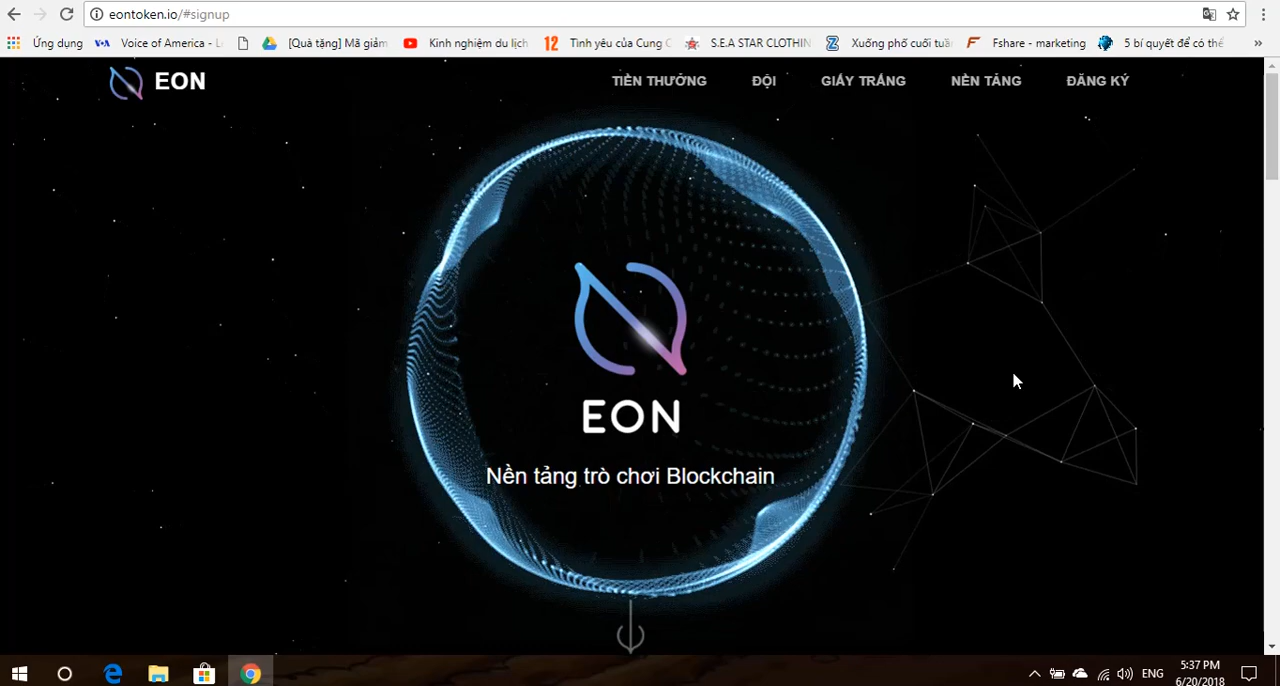 eontoken.io/#signup
Ứng dụng
VOA
Voice of America - L
[Quà tặng] Mã giảm
Kinh nghiệm du lịch
12
Tình yêu của Cung
S.E.A STAR CLOTHIN
Z
Xuống phố cuối tuần
F
Fshare - marketing
5 bí quyết để có thể
»
EON
TIỀN THƯỞNG
ĐỘI
GIẤY TRẮNG
NỀN TẢNG
ĐĂNG KÝ
EON
Nền tảng trò chơi Blockchain
ENG
5:37 PM
6/20/2018